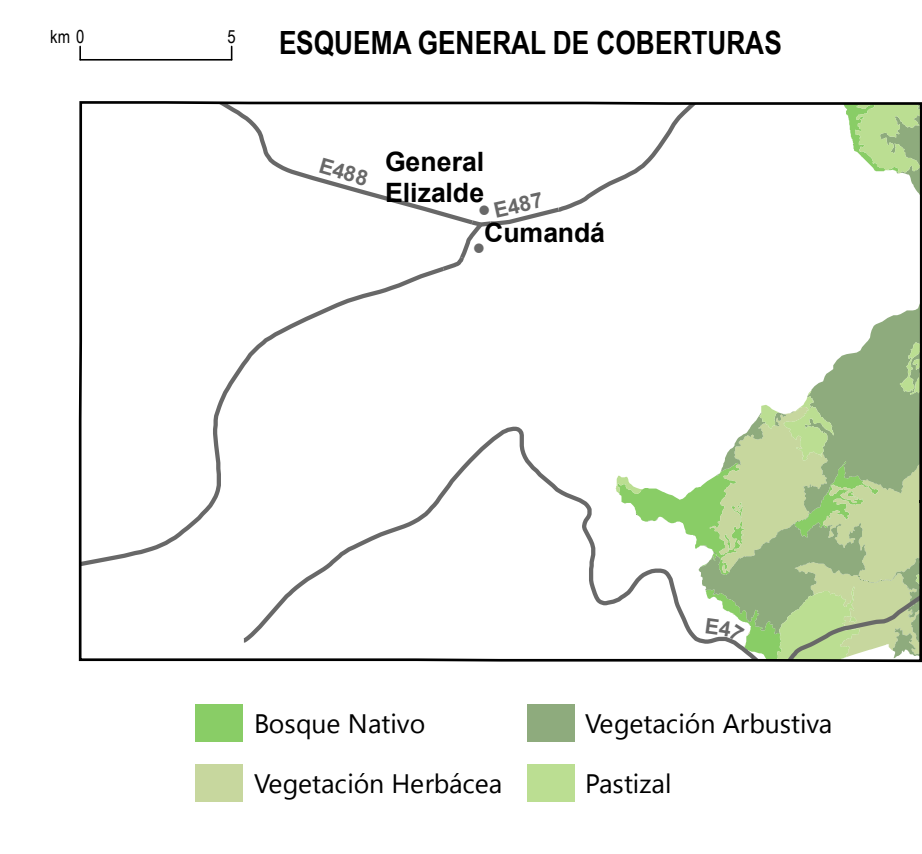 km 0 5
ESQUEMA GENERAL DE COBERTURAS
E488
General
Elizalde
E487
Cumandá
E47
Bosque Nativo
Vegetación Arbustiva
Vegetación Herbácea
Pastizal